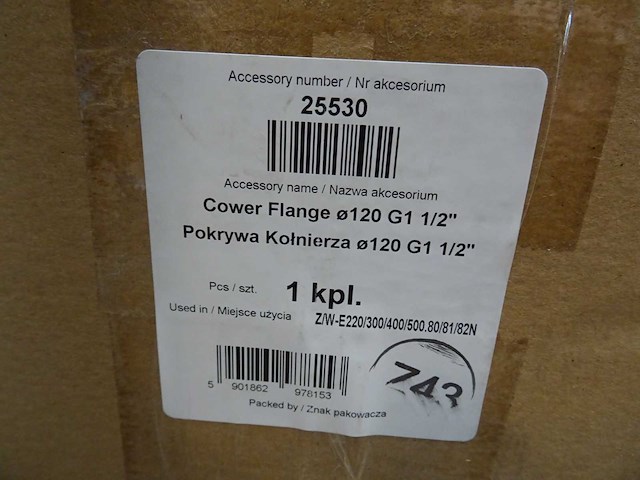 Accessory number / Nr akcesorium
25530
Accessory name / Nazwa akcesorium
Cower Flange ø120 G1 1/2"
Pokrywa Kołnierza ø120 G1 1/2"
Pcs / szt. 1 kpl.
Used in / Miejsce użycia Z/W-E220/300/400/500.80/81/82N
5 901862 978153
743
Packed by / Znak pakowacza